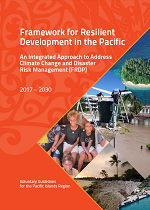 Framework for Resilient
Development in the Pacific
An Integrated Approach to Address
Climate Change and Disaster
Risk Management (FRDP)
2017 – 2030
Voluntary Guidelines
for the Pacific Islands Region